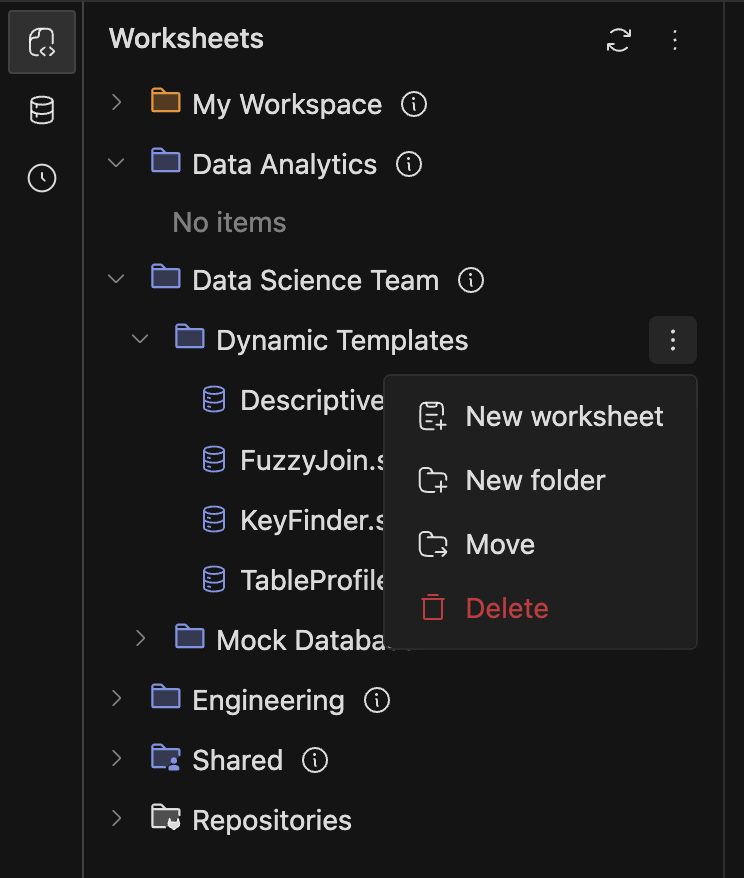 Worksheets
My Workspace
Data Analytics
No items
Data Science Team
Dynamic Templates
Descriptive
New worksheet
FuzzyJoin.s
New folder
KeyFinder.s
Move
TableProfile
Delete
Mock Databa
Engineering
Shared
Repositories